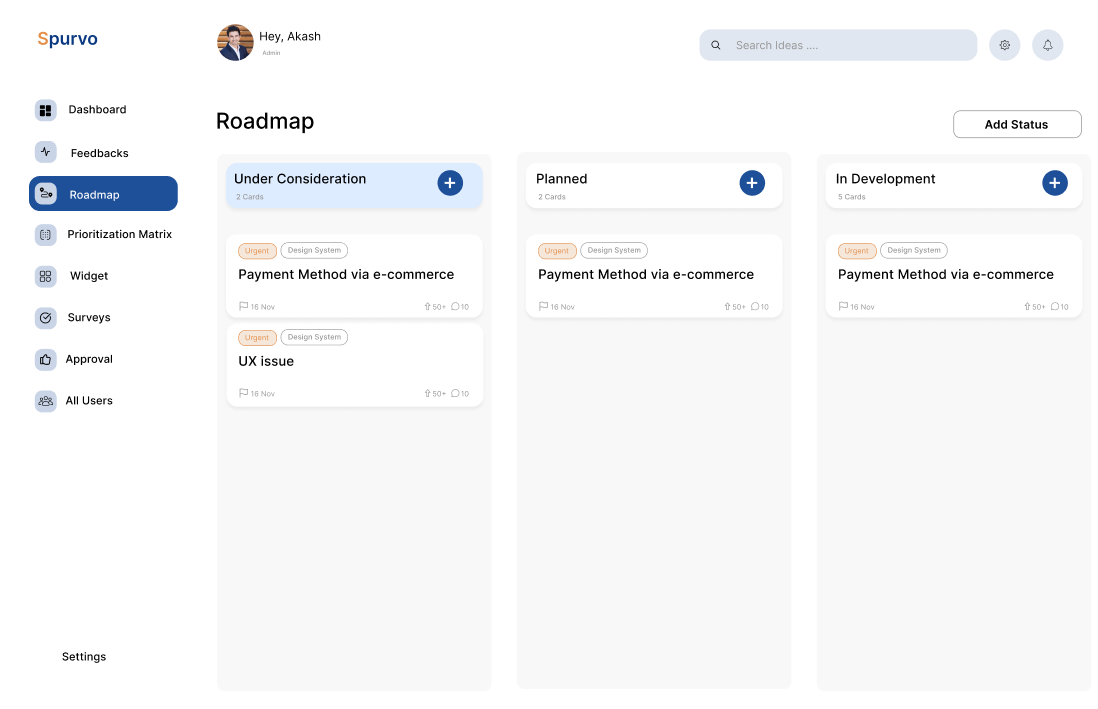 Spurvo
Hey, Akash
Admin
Search Ideas ....
Dashboard
Feedbacks
Roadmap
Prioritization Matrix
Widget
Surveys
Approval
All Users
Settings
Roadmap
Add Status
Under Consideration
2 Cards
Urgent Design System
Payment Method via e-commerce
16 Nov 50+ 10
Urgent Design System
UX issue
16 Nov 50+ 10
Planned
2 Cards
Urgent Design System
Payment Method via e-commerce
16 Nov 50+ 10
In Development
5 Cards
Urgent Design System
Payment Method via e-commerce
16 Nov 50+ 10